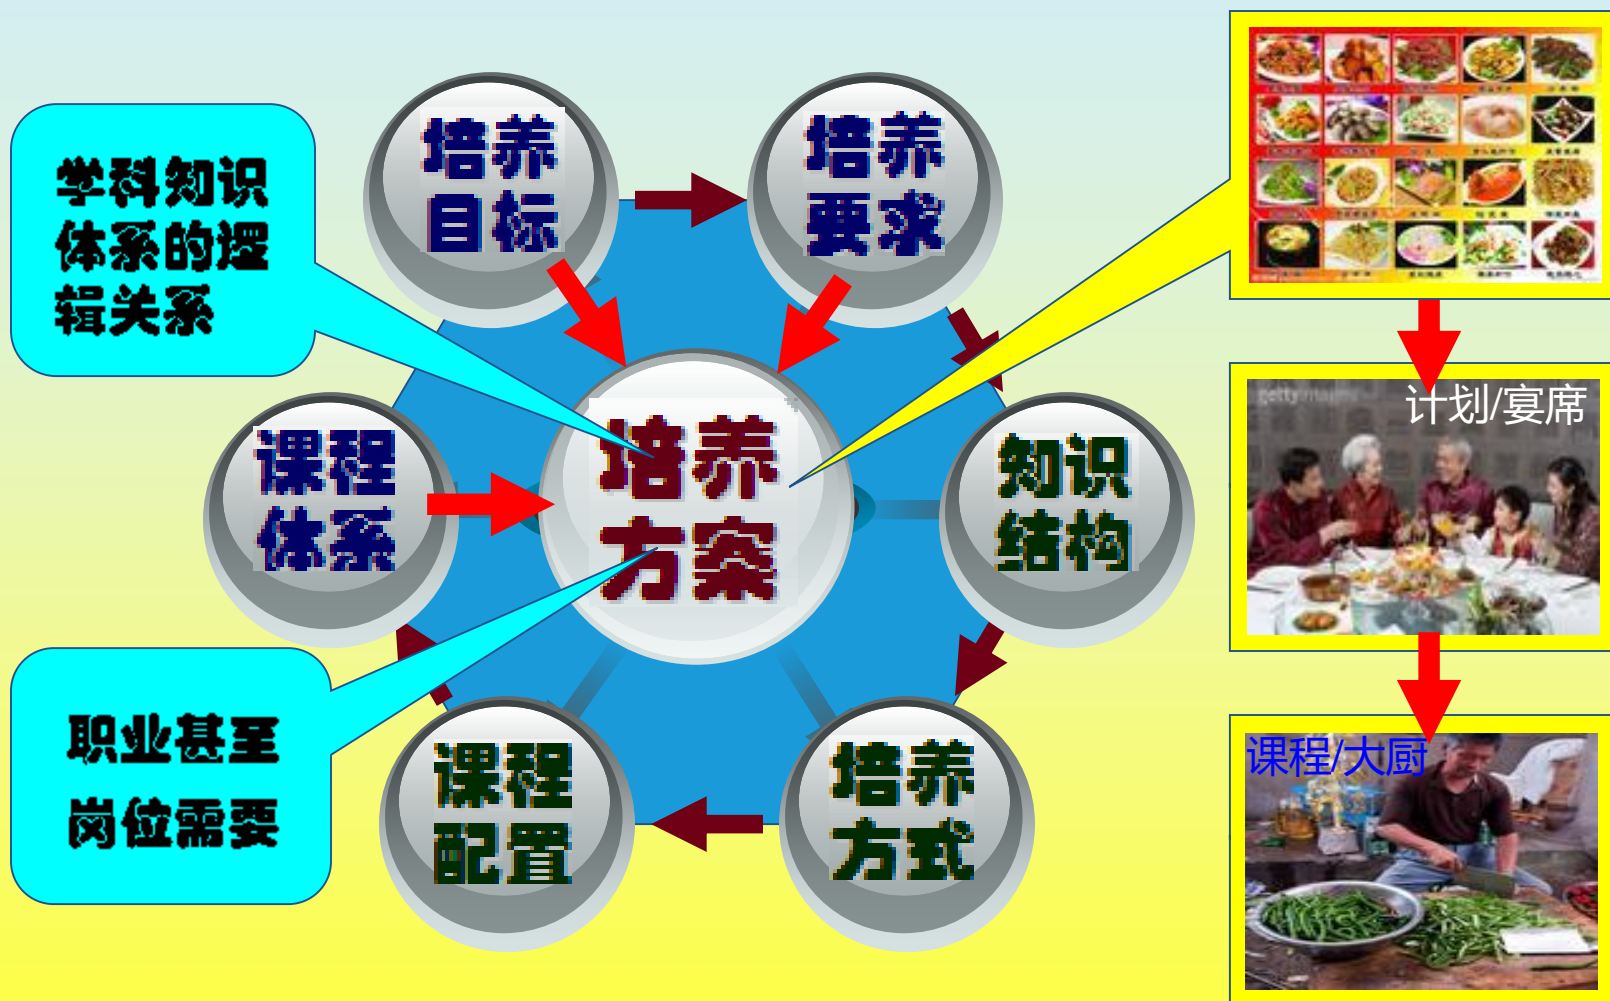 学科知识
体系的逻
辑关系
培养
目标
培养
要求
课程
体系
培养
方案
知识
结构
职业甚至
岗位需要
课程
配置
培养
方式
计划/宴席
课程/大厨